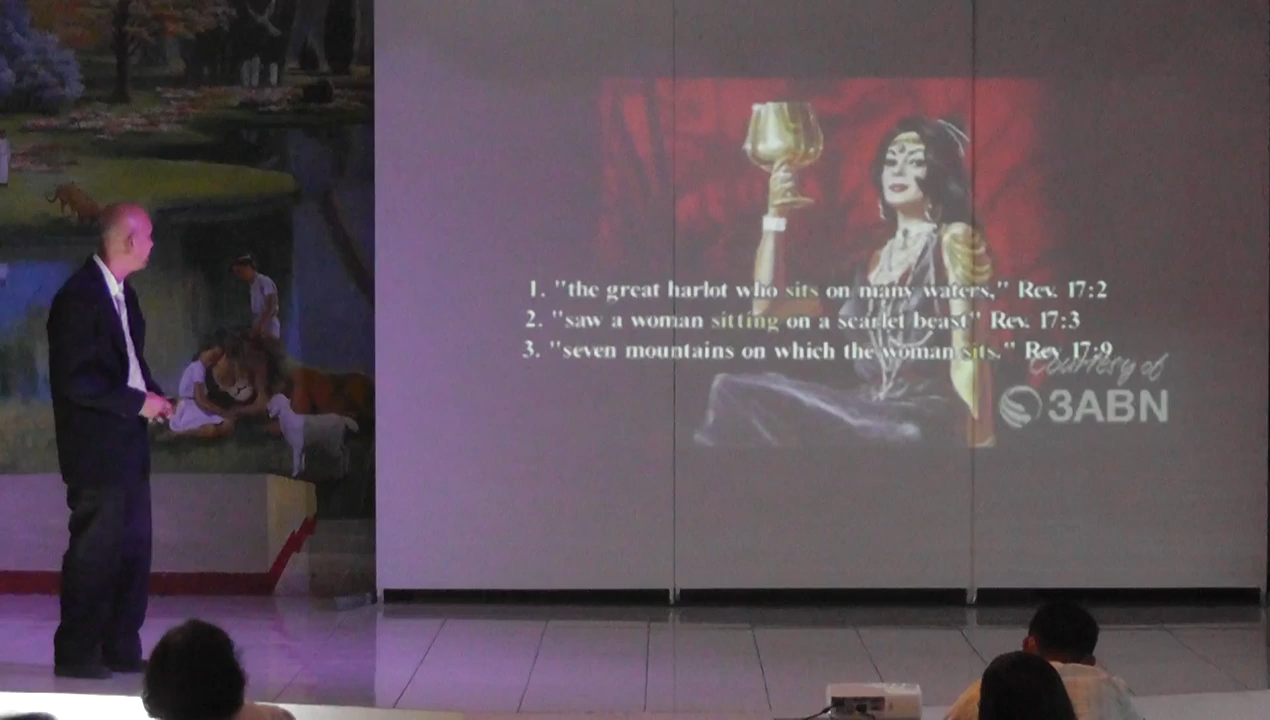 1. "the great harlot who sits on many waters," Rev. 17:2
2. "saw a woman sitting on a scarlet beast" Rev. 17:3
3. "seven mountains on which the woman sits." Rev 17:9
Courtesy of
3ABN